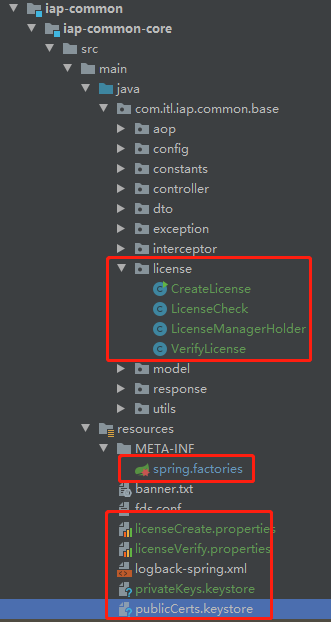 iap-common
iap-common-core
src
main
java
com.itl.iap.common.base
aop
config
constants
controller
dto
exception
interceptor
license
CreateLicense
LicenseCheck
LicenseManagerHolder
VerifyLicense
model
response
utils
resources
META-INF
spring.factories
banner.txt
fds.conf
licenseCreate.properties
licenseVerify.properties
logback-spring.xml
privateKeys.keystore
publicCerts.keystore